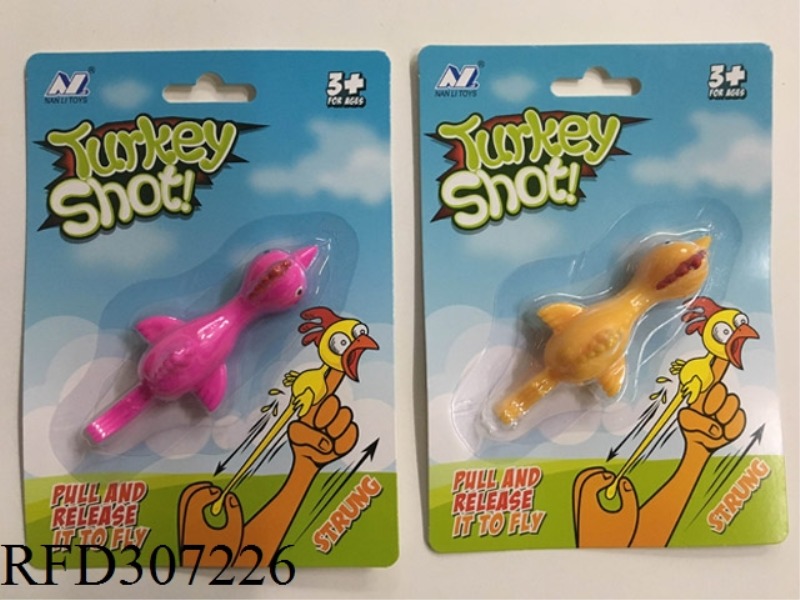 NAN LI TOYS
3+
FOR AGES
Turkey
Shot!
PULL AND
RELEASE
IT TO FLY
STRUNG
NAN LI TOYS
3+
FOR AGES
Turkey
Shot!
PULL AND
RELEASE
IT TO FLY
STRUNG
RFD307226